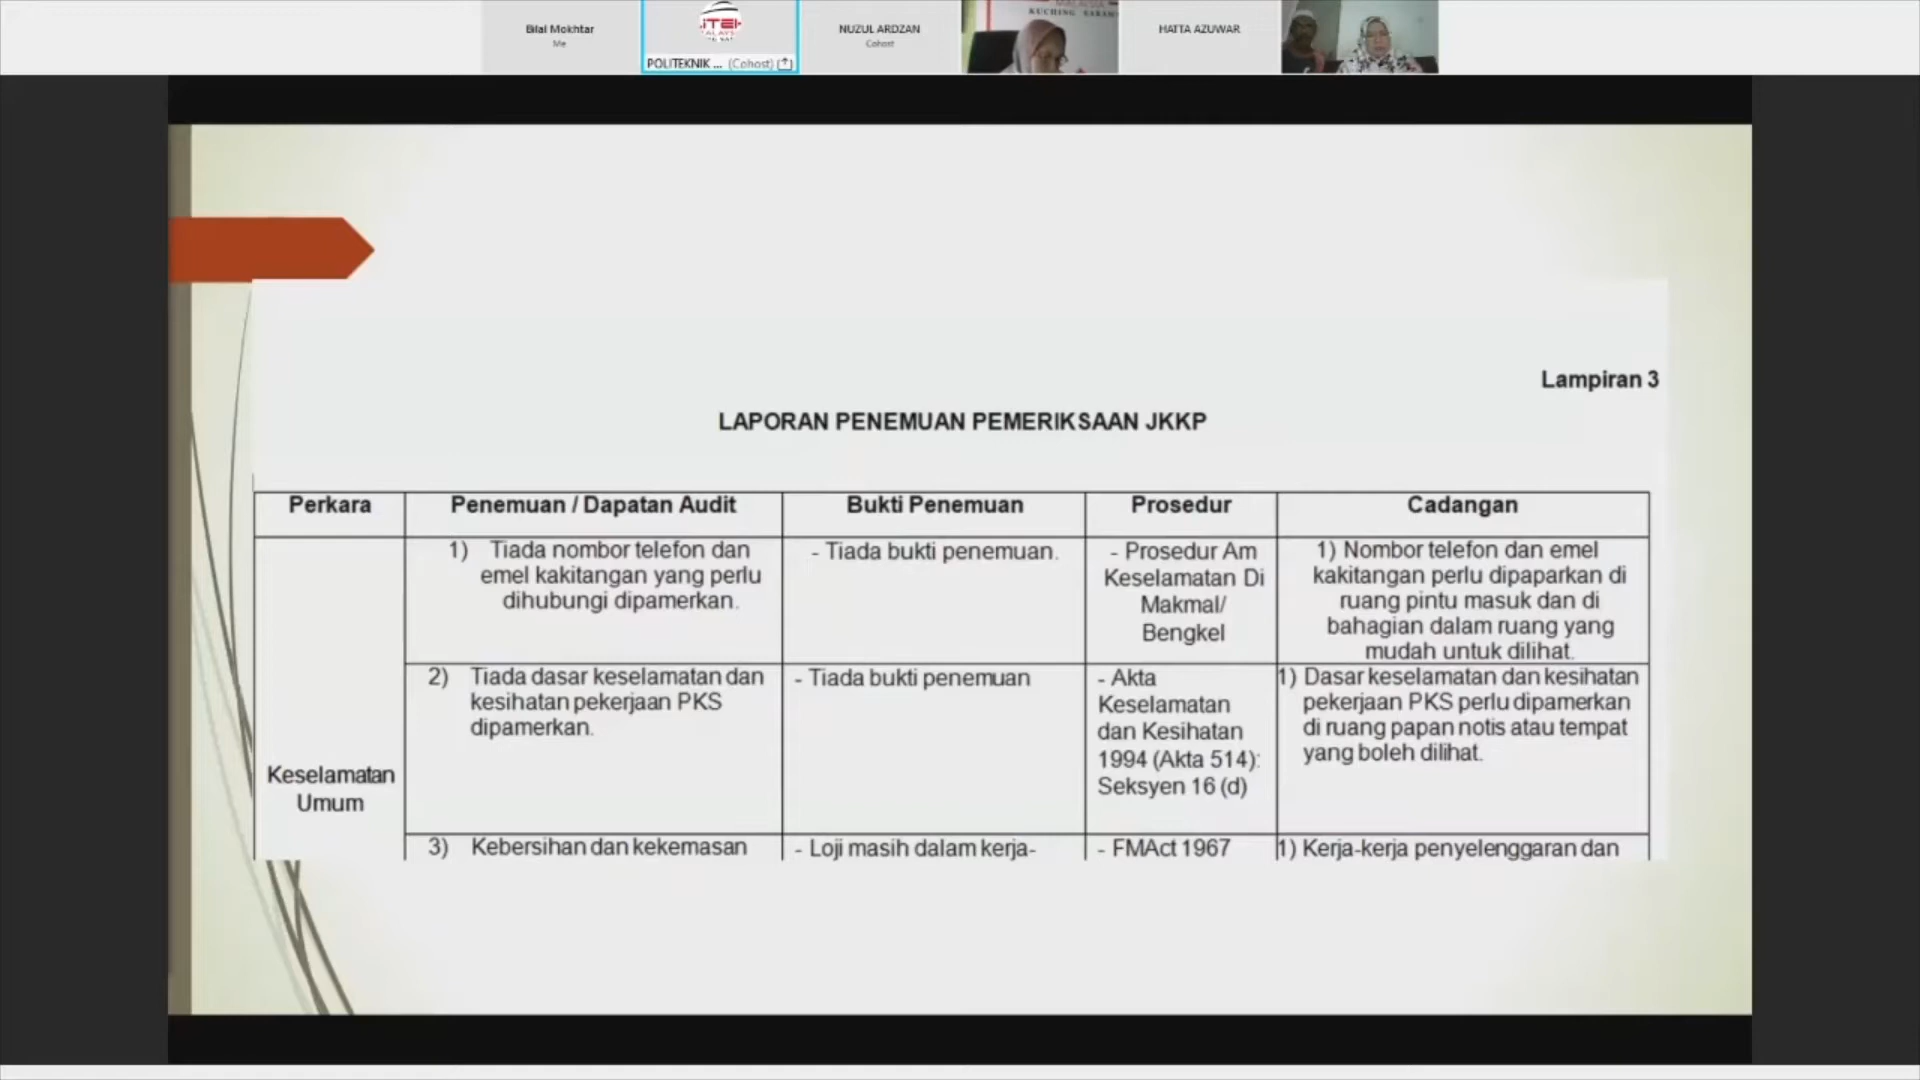 Bilal Mokhtar
Me
POLITEKNIK ... (Cohost)
NUZUL ARDZAN
Cohost
MALAYSIA
KUCHING SARAW
HATTA AZUWAR
Lampiran 3
LAPORAN PENEMUAN PEMERIKSAAN JKKP
Perkara
Penemuan / Dapatan Audit
Bukti Penemuan
Prosedur
Cadangan
Keselamatan
Umum
1) Tiada nombor telefon dan
emel kakitangan yang perlu
dihubungi dipamerkan.
- Tiada bukti penemuan.
- Prosedur Am
Keselamatan Di
Makmal/
Bengkel
1) Nombor telefon dan emel
kakitangan perlu dipaparkan di
ruang pintu masuk dan di
bahagian dalam ruang yang
mudah untuk dilihat.
2) Tiada dasar keselamatan dan
kesihatan pekerjaan PKS
dipamerkan.
- Tiada bukti penemuan
- Akta
Keselamatan
dan Kesihatan
1994 (Akta 514):
Seksyen 16 (d)
1) Dasar keselamatan dan kesihatan
pekerjaan PKS perlu dipamerkan
di ruang papan notis atau tempat
yang boleh dilihat.
3) Kebersihan dan kekemasan
- Loji masih dalam kerja-
- FMAct 1967
1) Kerja-kerja penyelenggaran dan